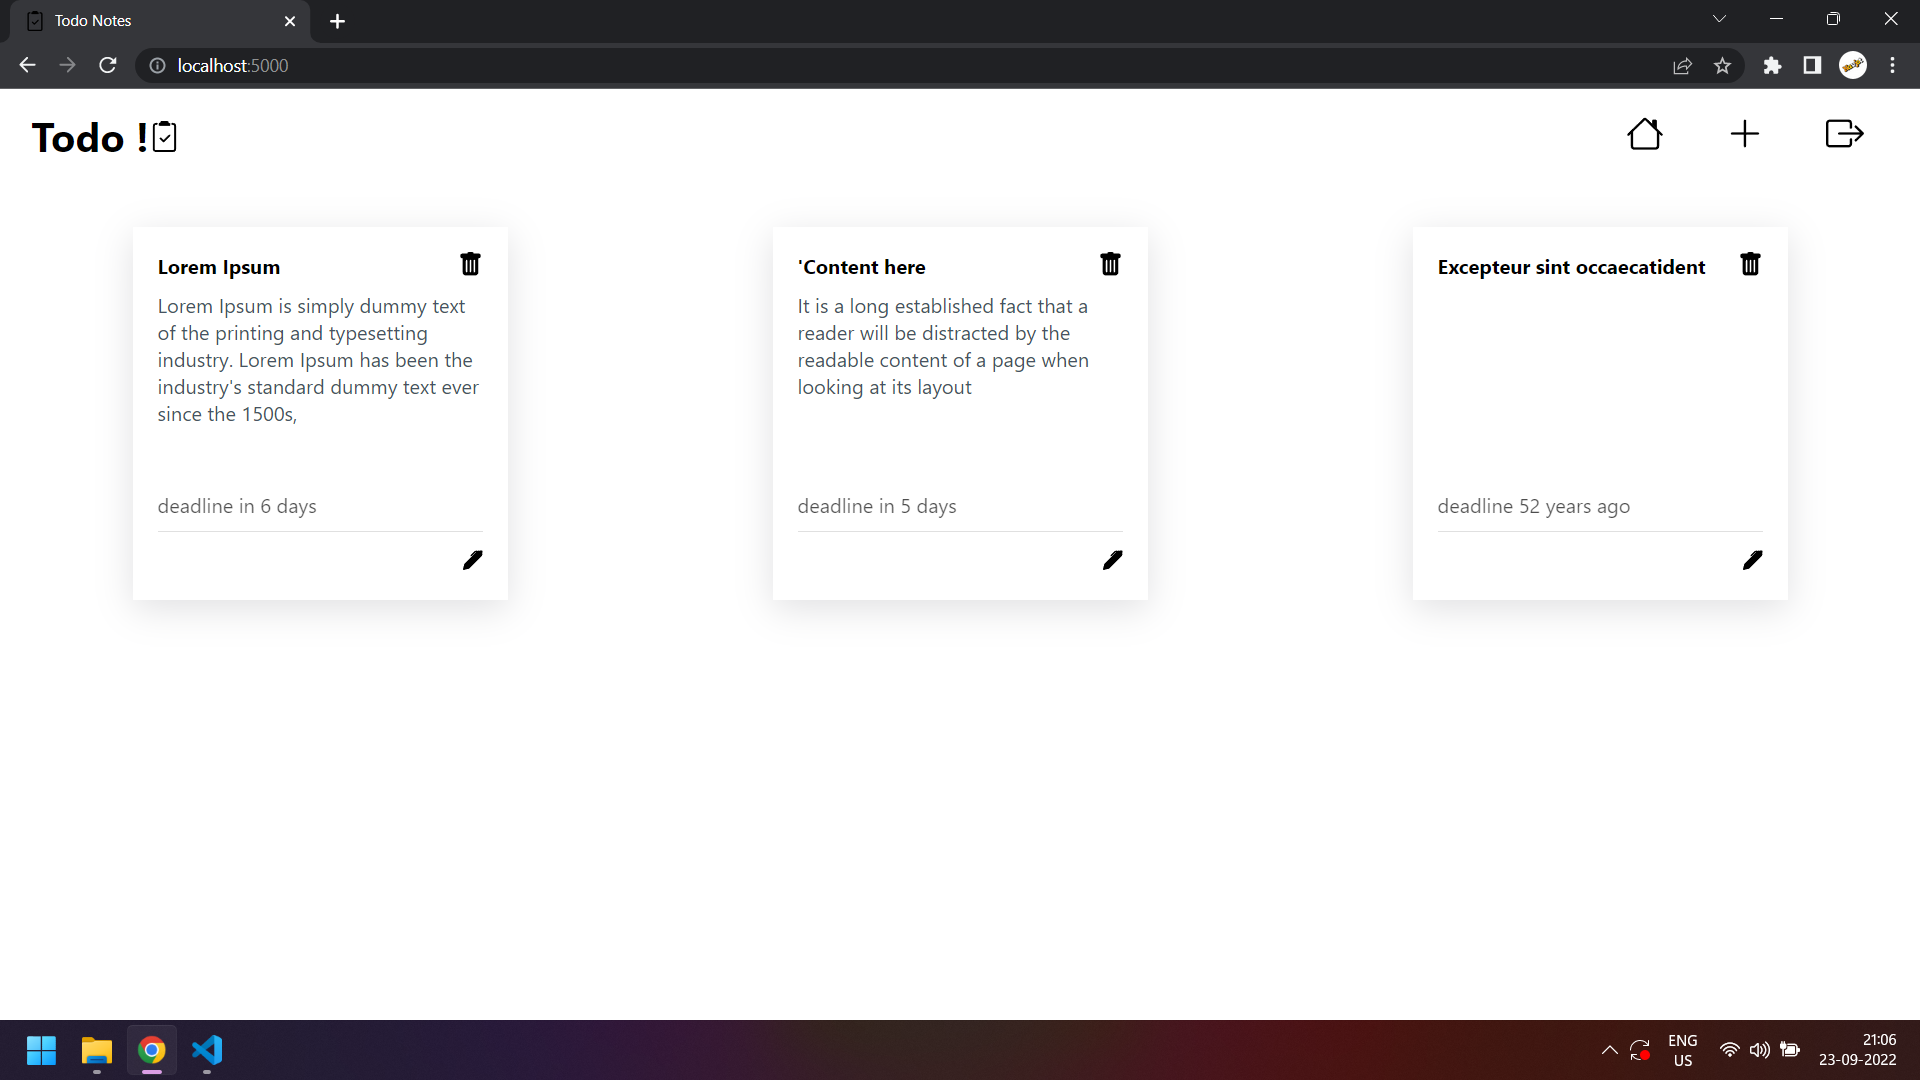 Todo Notes
localhost:5000
Todo !
Lorem Ipsum
Lorem Ipsum is simply dummy text
of the printing and typesetting
industry. Lorem Ipsum has been the
industry's standard dummy text ever
since the 1500s,
deadline in 6 days
'Content here
It is a long established fact that a
reader will be distracted by the
readable content of a page when
looking at its layout
deadline in 5 days
Excepteur sint occaecatident
deadline 52 years ago
ENG
US
21:06
23-09-2022